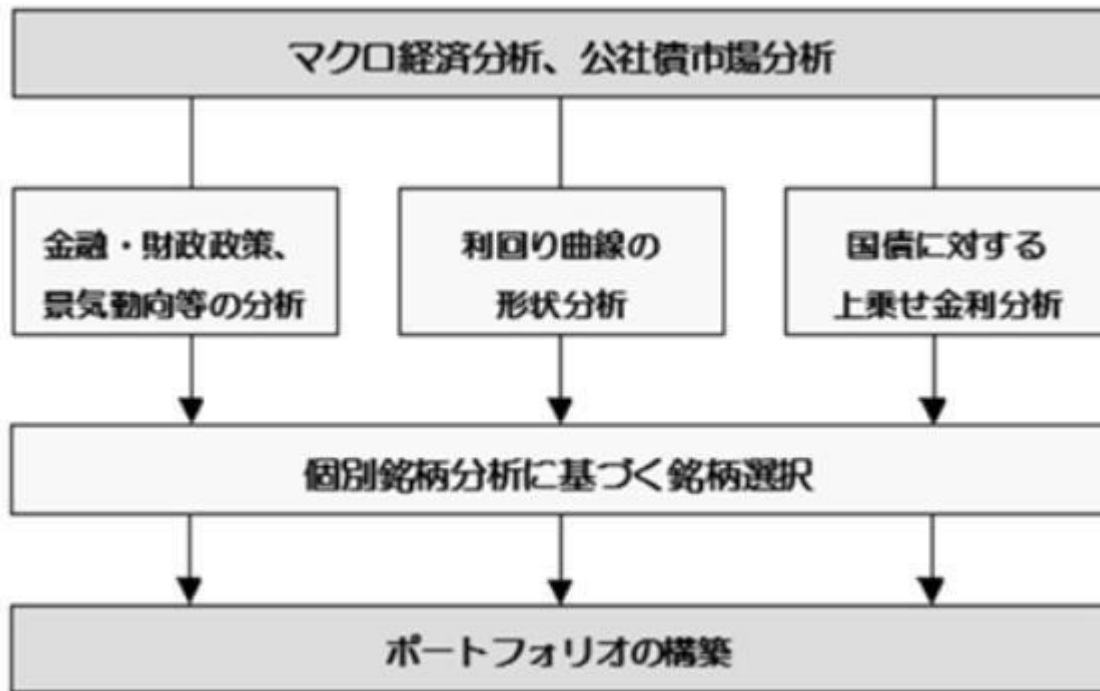 マクロ経済分析、公社債市場分析
金融・財政政策、
景気動向等の分析
利回り曲線の
形状分析
国債に対する
上乗せ金利分析
個別銘柄分析に基づく銘柄選択
ポートフォリオの構築